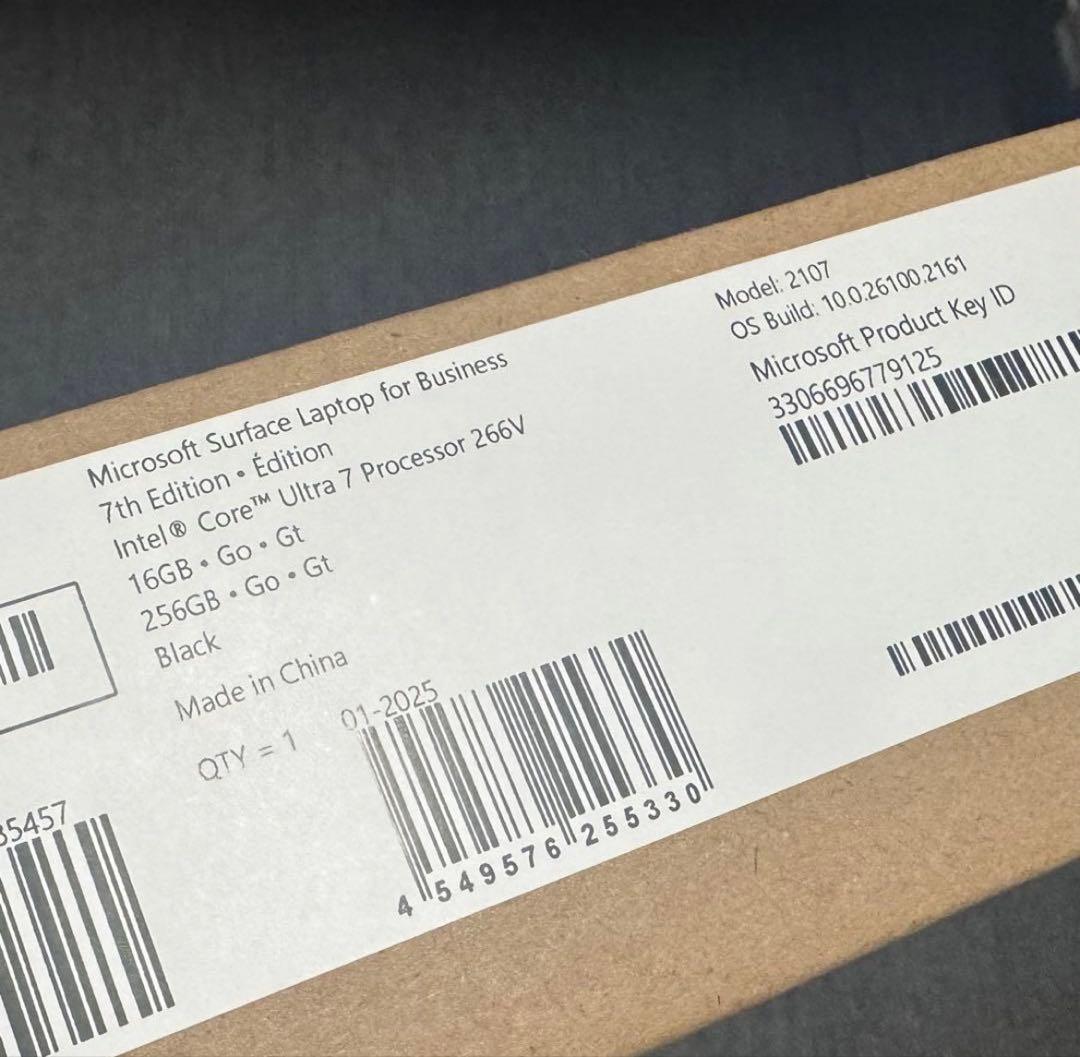 Microsoft Surface Laptop for Business
7th Edition • Édition
Intel® Core™ Ultra 7 Processor 266V
16GB • Go • Gt
256GB • Go • Gt
Black
Made in China
QTY = 1
01-2025
4 549576 255330
35457
Model: 2107
OS Build: 10.0.26100.2161
Microsoft Product Key ID
3306696779125